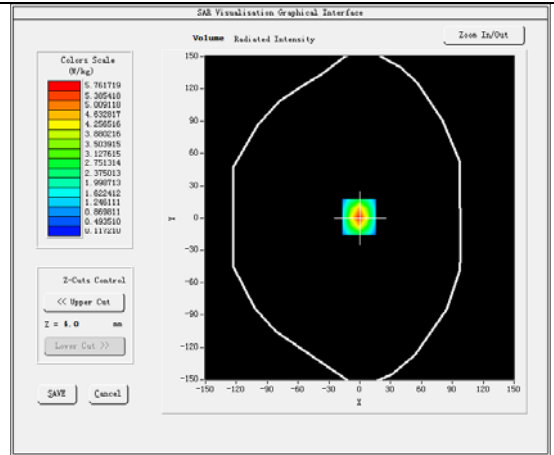 SAR Visualisation Graphical Interface
Volume Radiated Intensity
Zoom In/Out
Colors Scale
(W/kg)
5.761719
5.385418
5.009118
4.632817
4.256516
3.880216
3.503915
3.127615
2.751314
2.375013
1.998713
1.622412
1.246111
0.869811
0.493510
0.117210
150
120
90
60
30
0
-30
-60
-90
-120
-150
Y
-150 -120 -90 -60 -30 0 30 60 90 120 150
X
Z-Cuts Control
<< Upper Cut
Z = 4.0 mm
Lower Cut >>
SAVE
Cancel